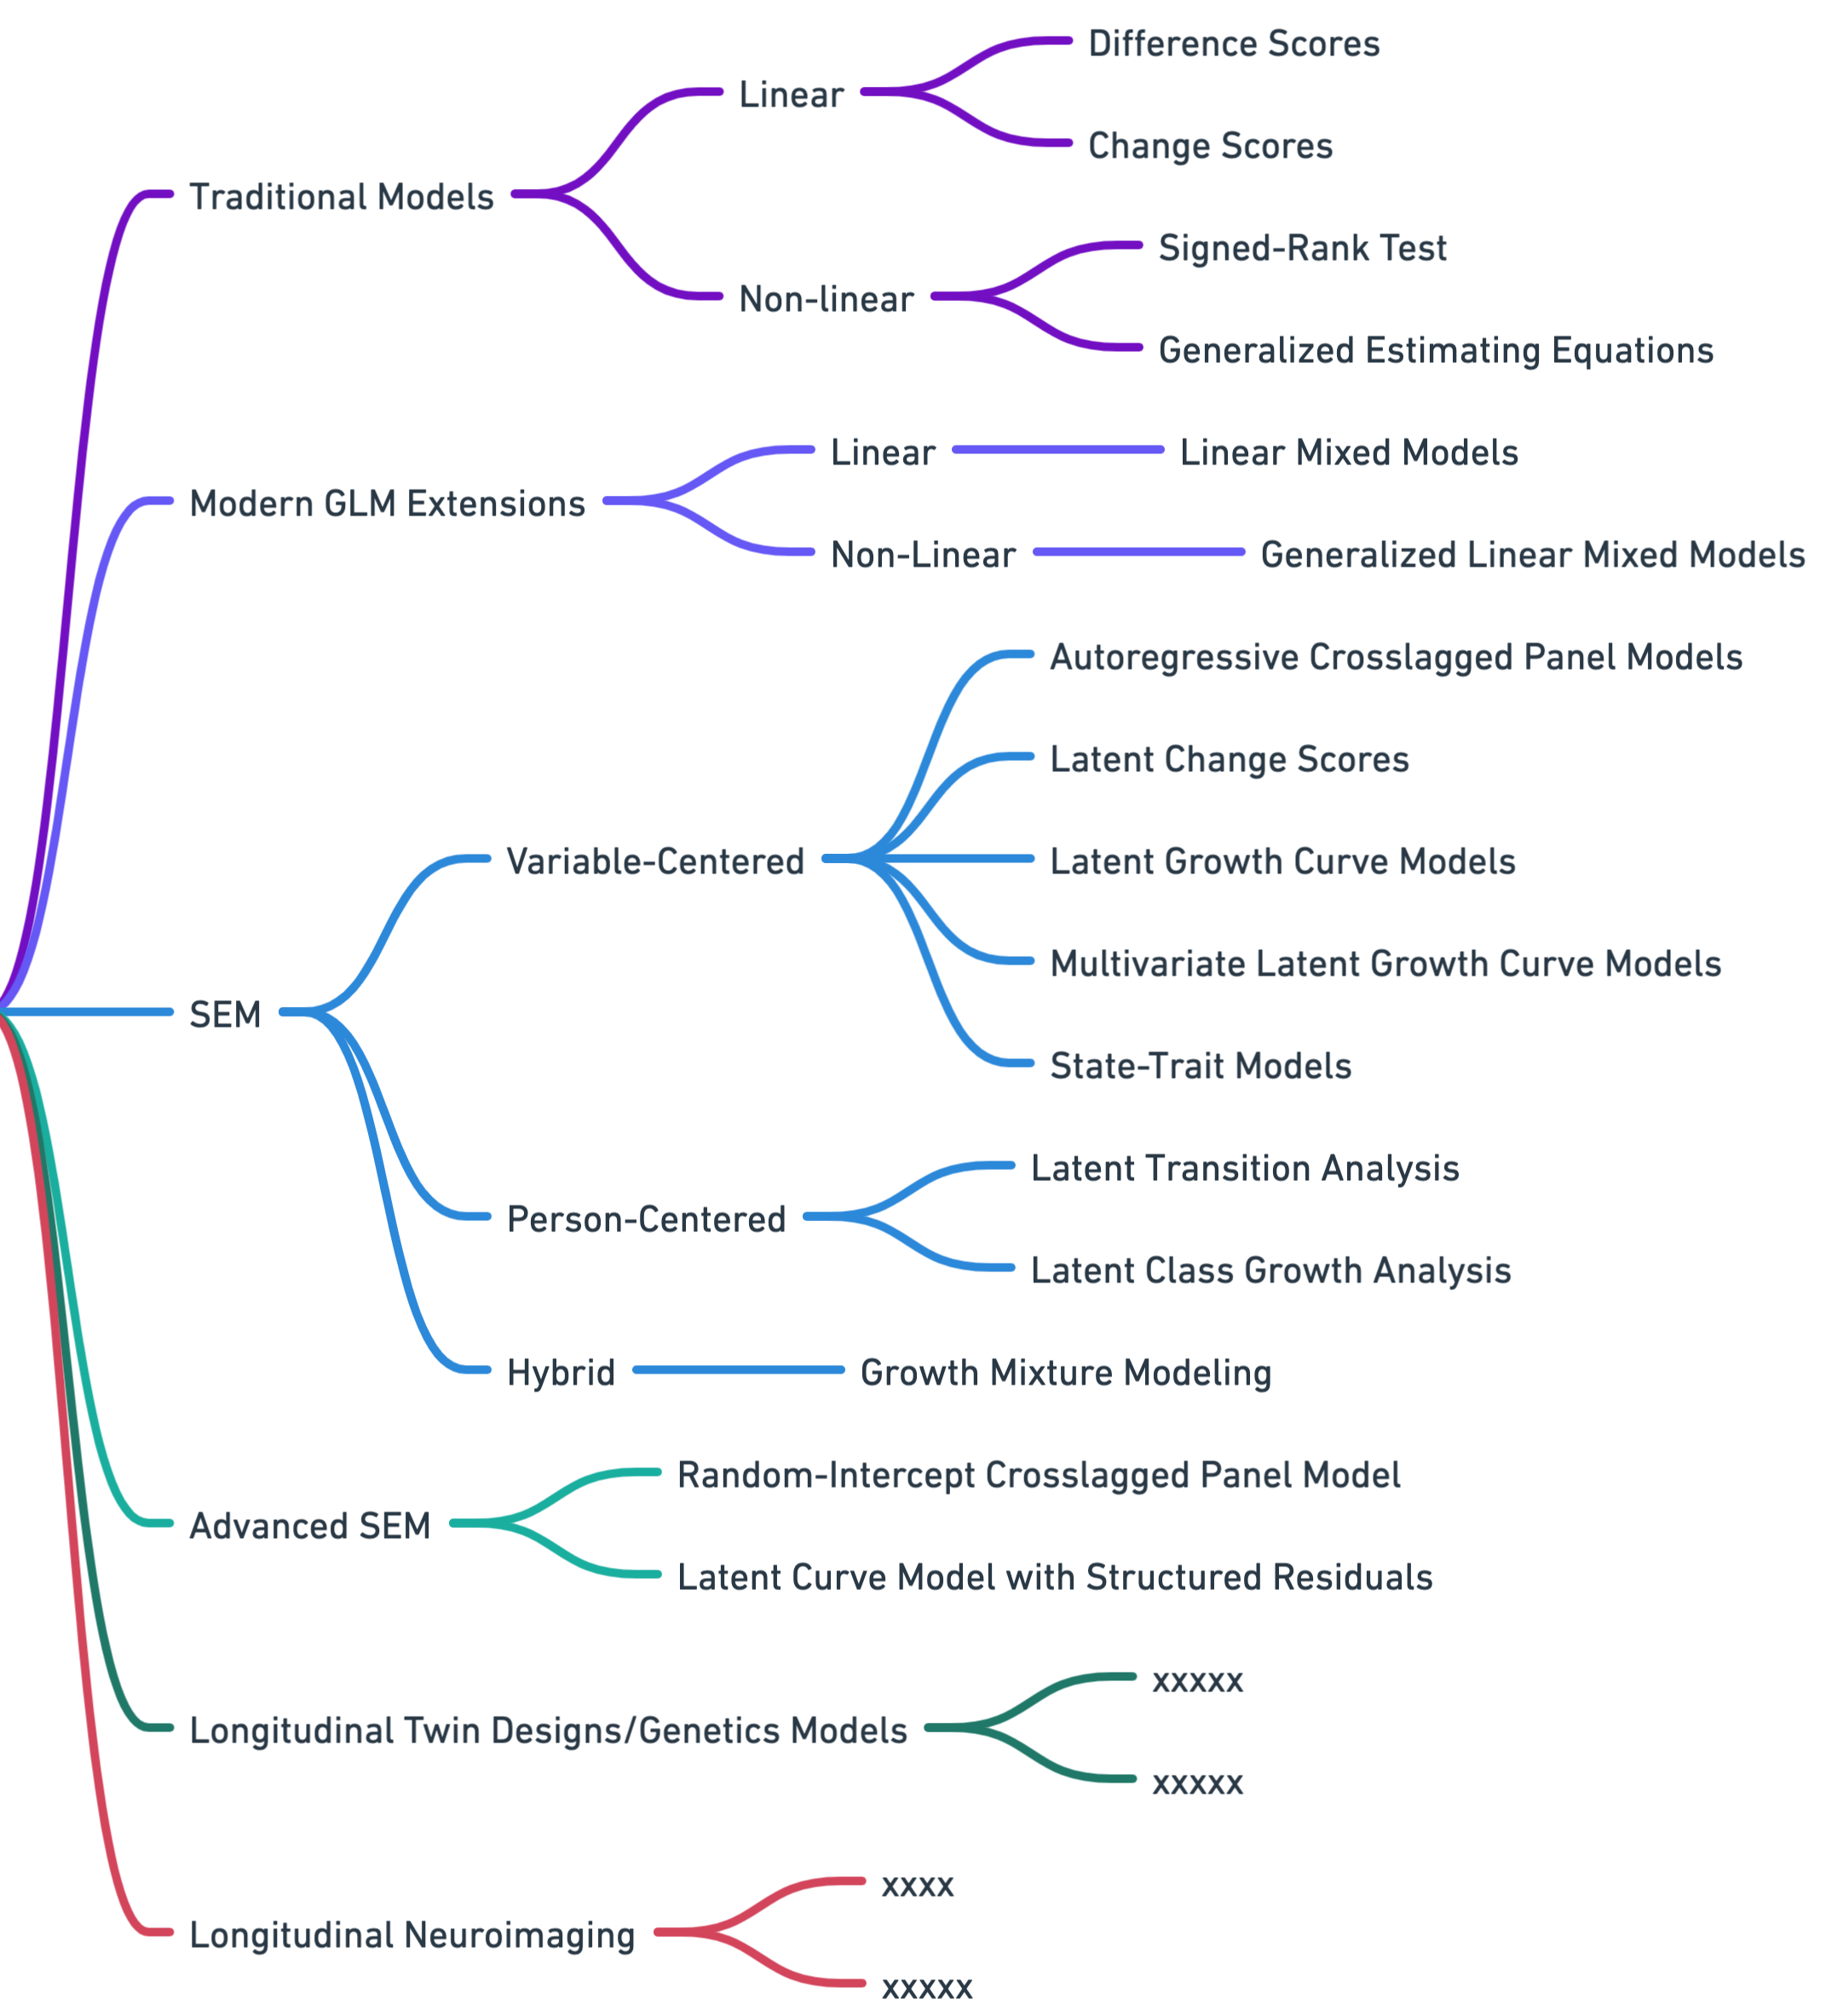 Difference Scores
Linear
Change Scores
Traditional Models
Signed-Rank Test
Non-linear
Generalized Estimating Equations
Linear
Linear Mixed Models
Modern GLM Extensions
Non-Linear
Generalized Linear Mixed Models
Autoregressive Crosslagged Panel Models
Latent Change Scores
Variable-Centered
Latent Growth Curve Models
Multivariate Latent Growth Curve Models
SEM
State-Trait Models
Latent Transition Analysis
Person-Centered
Latent Class Growth Analysis
Hybrid
Growth Mixture Modeling
Random-Intercept Crosslagged Panel Model
Advanced SEM
Latent Curve Model with Structured Residuals
xxxxx
Longitudinal Twin Designs/Genetics Models
xxxxx
xxxx
Longitudinal Neuroimaging
xxxxx